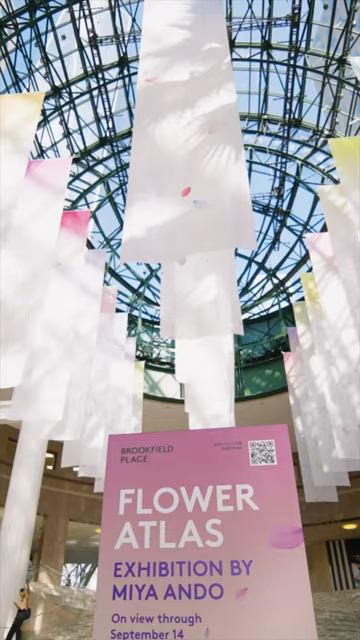 BROOKFIELD
PLACE
FLOWER
ATLAS
EXHIBITION BY
MIYA ANDO
On view through
September 14